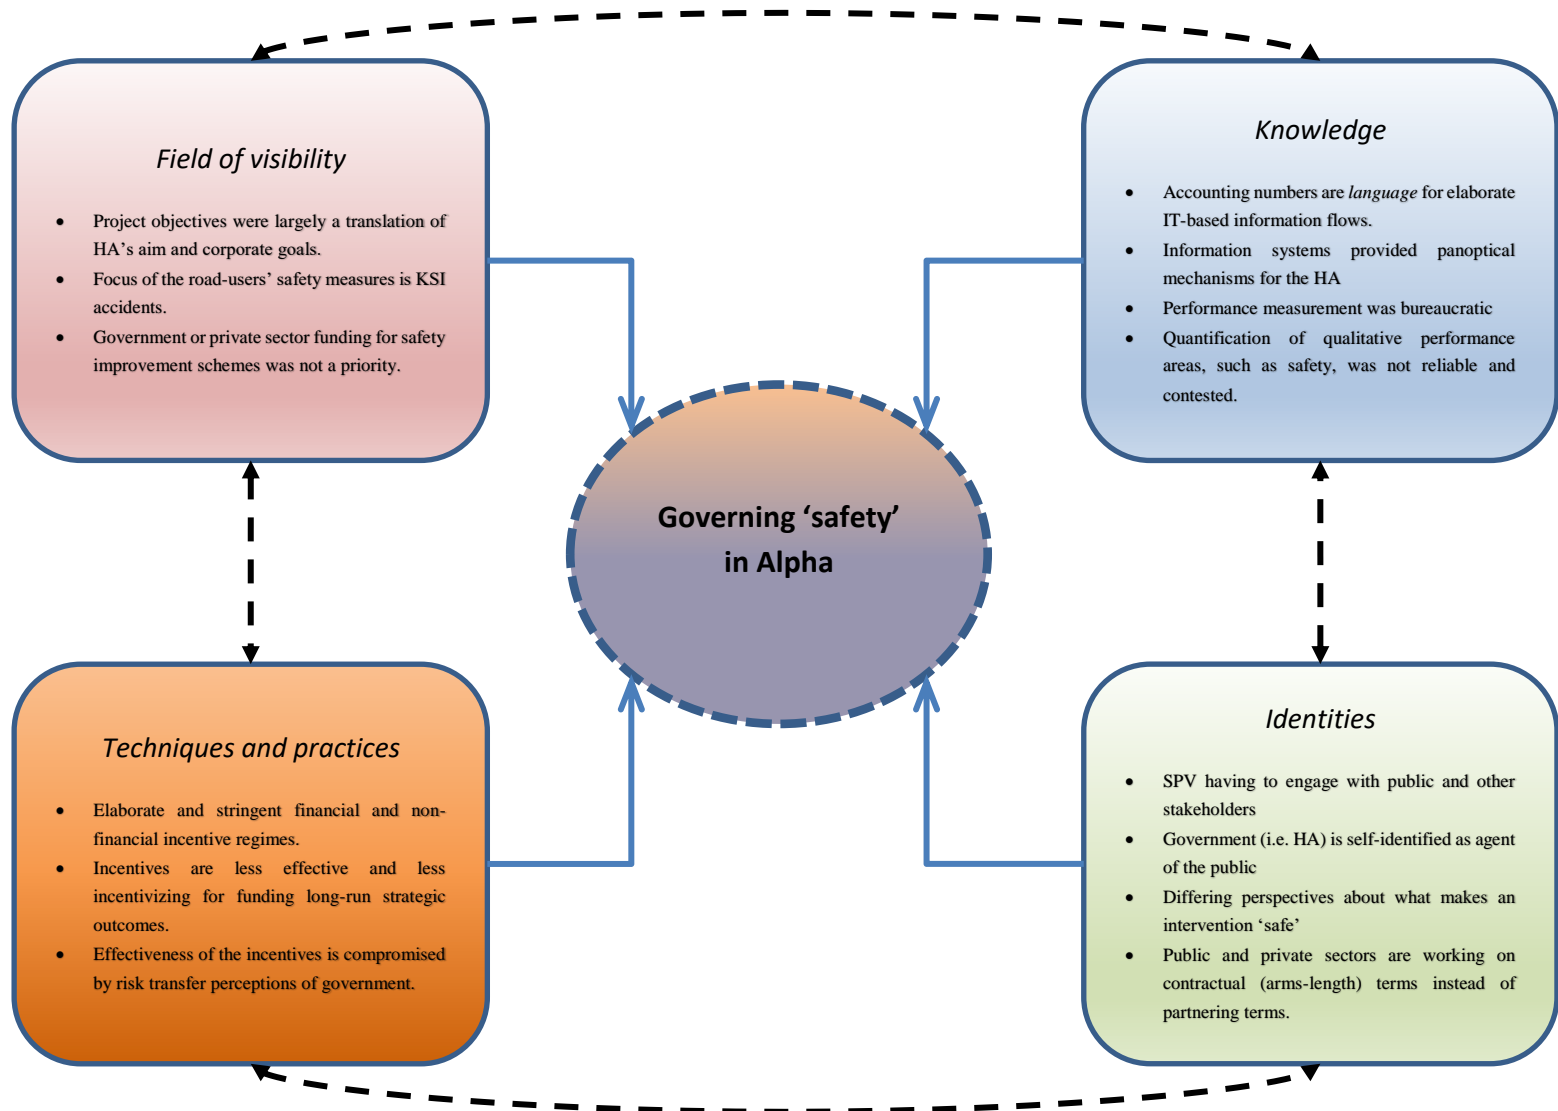 Field of visibility
• Project objectives were largely a translation of
HA’s aim and corporate goals.
• Focus of the road-users’ safety measures is KSI
accidents.
• Government or private sector funding for safety
improvement schemes was not a priority.
Knowledge
• Accounting numbers are language for elaborate
IT-based information flows.
• Information systems provided panoptical
mechanisms for the HA
• Performance measurement was bureaucratic
• Quantification of qualitative performance
areas, such as safety, was not reliable and
contested.
Governing ‘safety’
in Alpha
Techniques and practices
• Elaborate and stringent financial and non-
financial incentive regimes.
• Incentives are less effective and less
incentivizing for funding long-run strategic
outcomes.
• Effectiveness of the incentives is compromised
by risk transfer perceptions of government.
Identities
• SPV having to engage with public and other
stakeholders
• Government (i.e. HA) is self-identified as agent
of the public
• Differing perspectives about what makes an
intervention ‘safe’
• Public and private sectors are working on
contractual (arms-length) terms instead of
partnering terms.